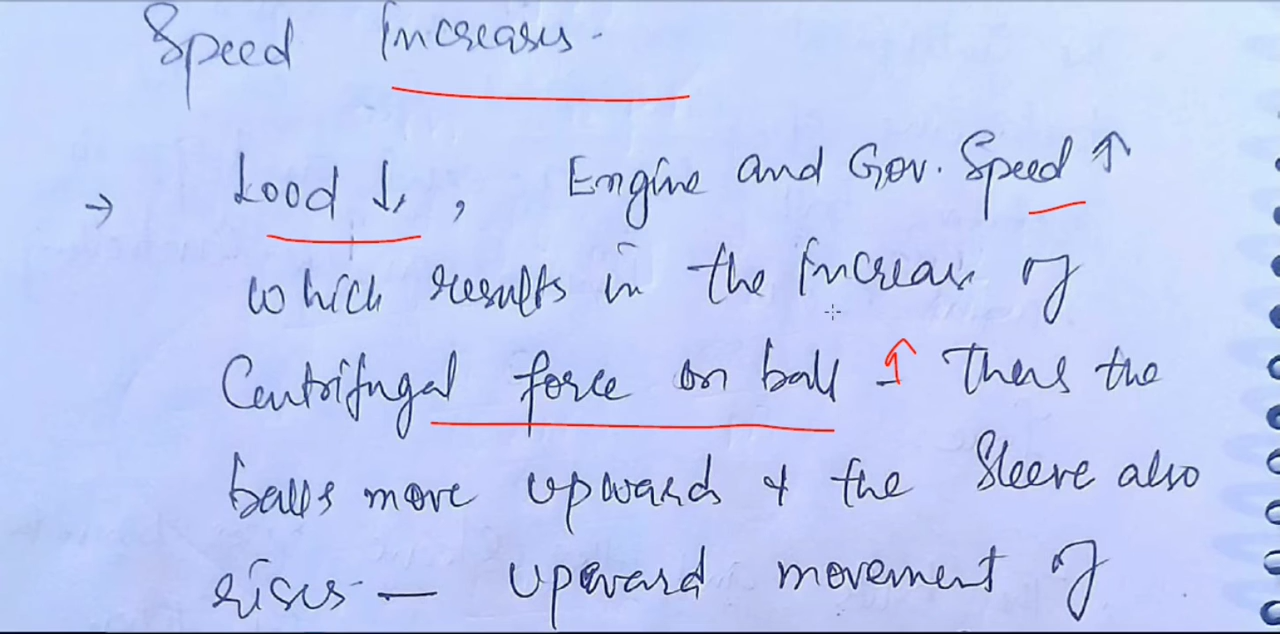 Speed Increases.
→ Load ↓, , Engine and Gov. Speed ↑
which results in the increase of
Centrifugal force on ball ↑ Thus the
balls move upwards & the Sleeve also
rises — upward movement of